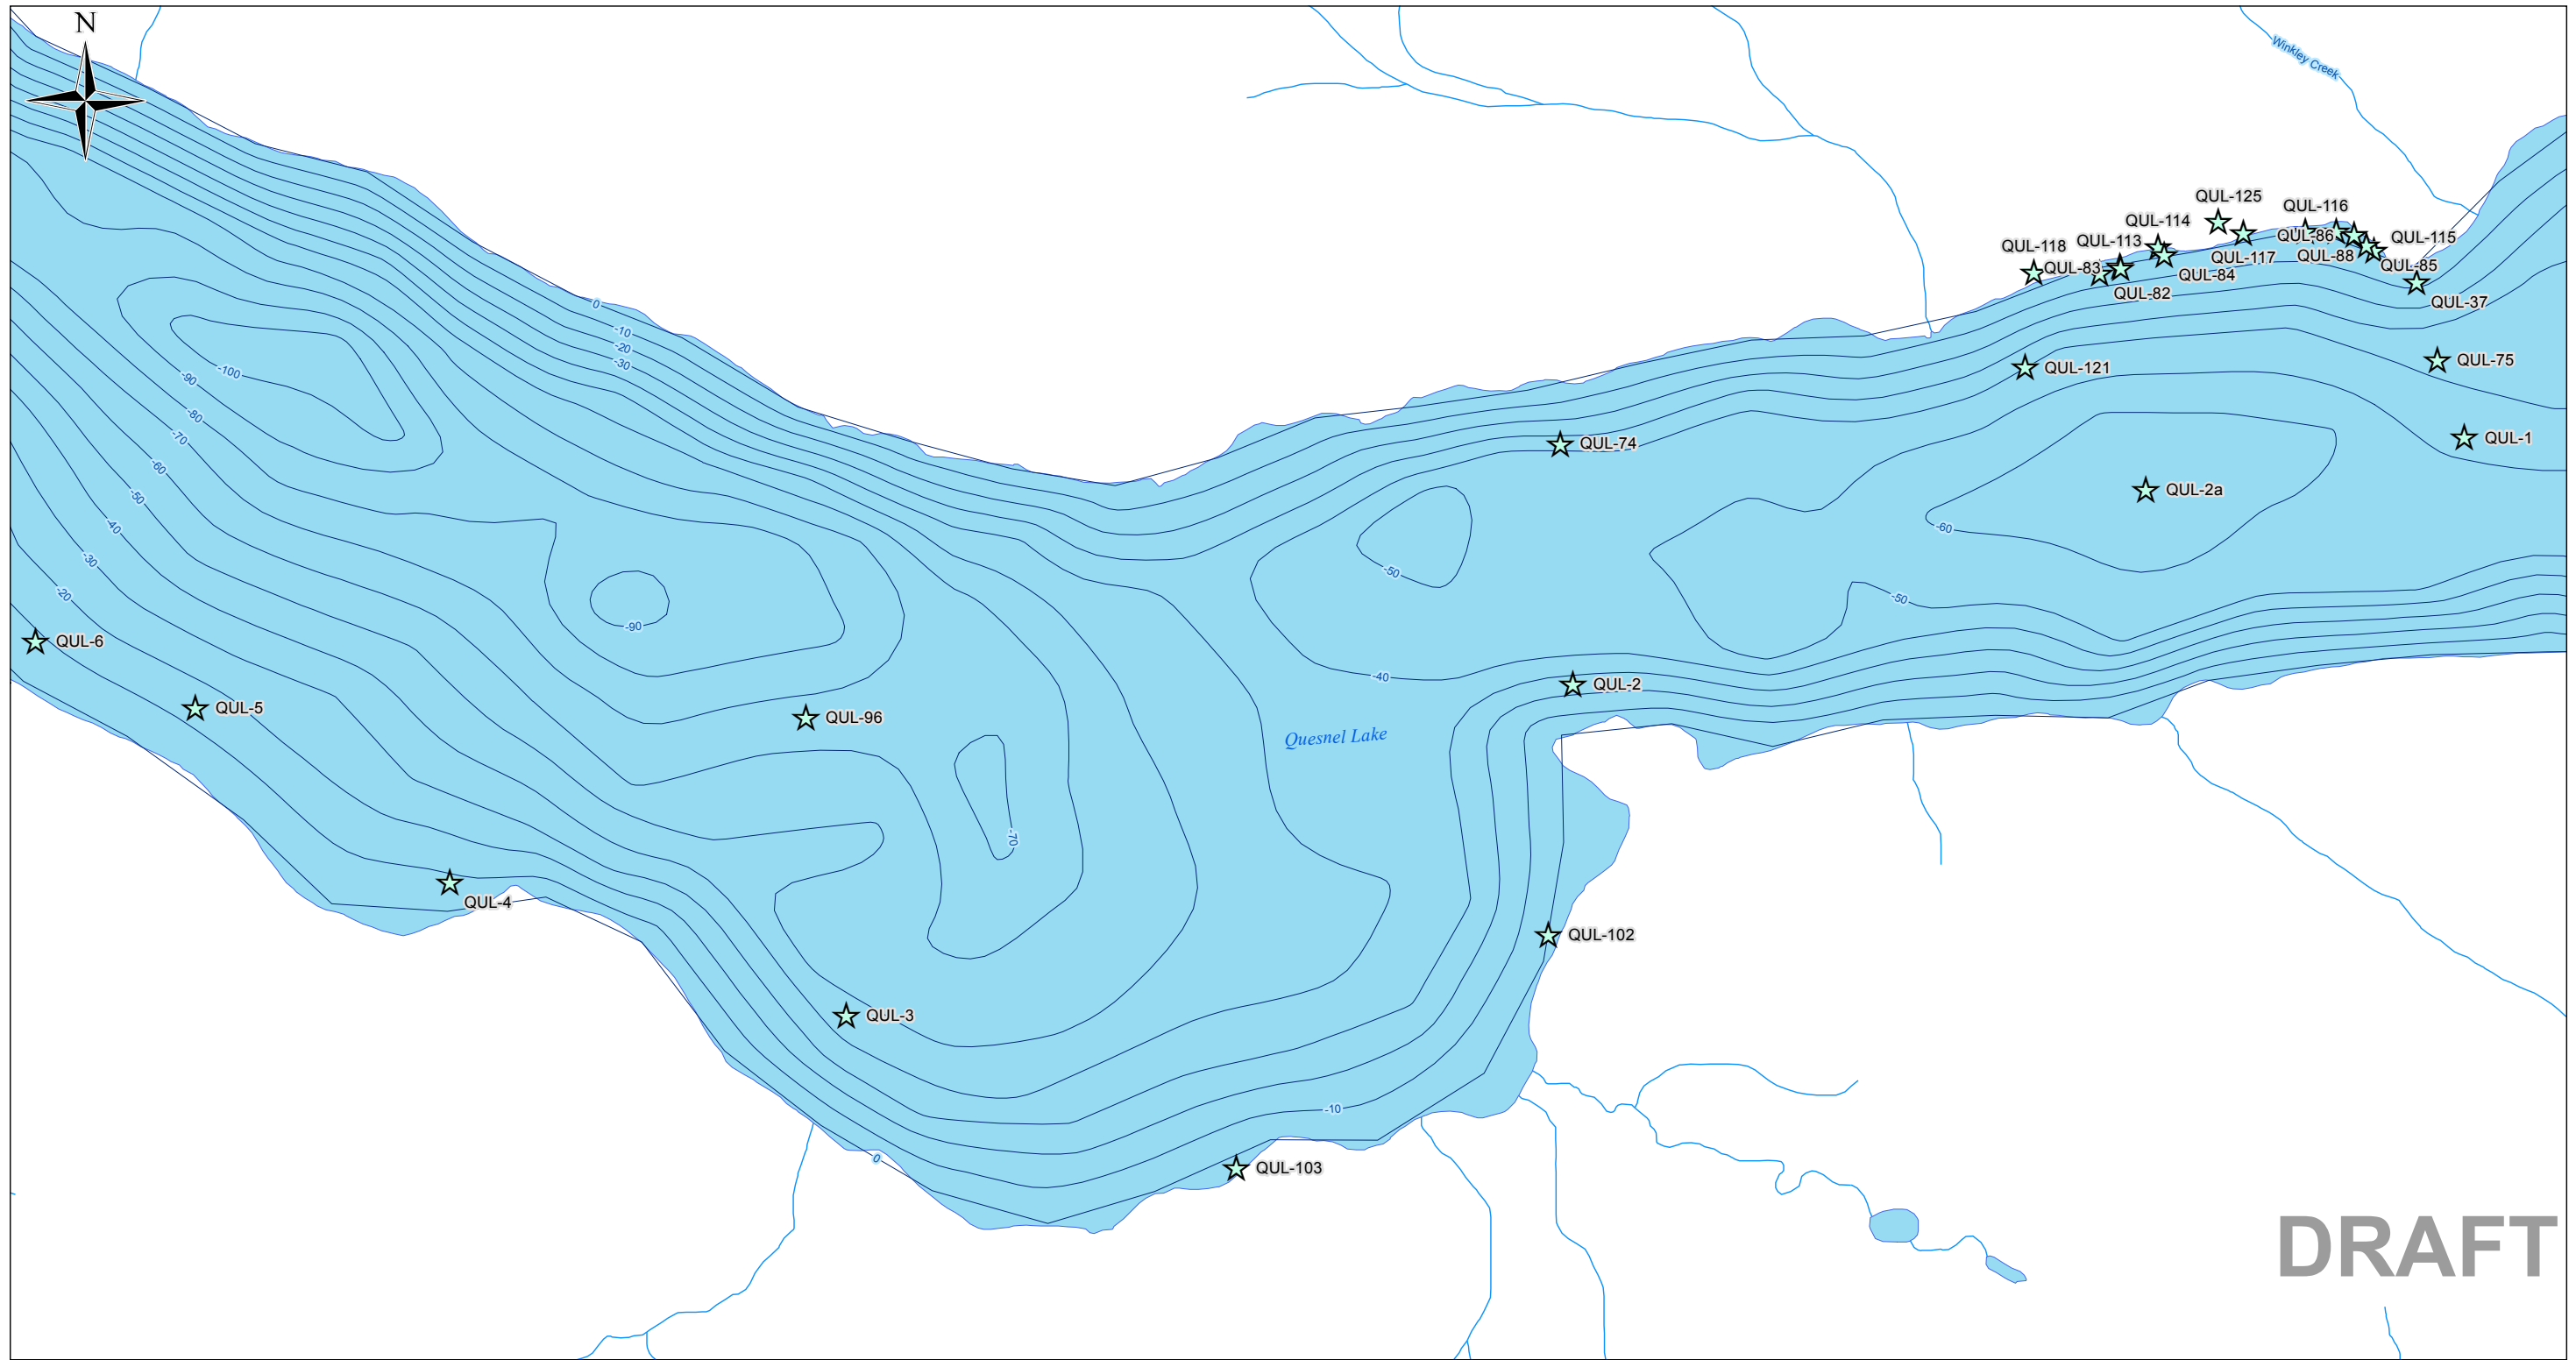 N
Winkley Creek
QUL-125
QUL-116
QUL-114
QUL-118
QUL-113
QUL-86
QUL-115
QUL-83
QUL-117
QUL-88
QUL-84
QUL-85
QUL-82
QUL-37
0
-10
-20
-30
QUL-75
QUL-121
-100
-90
-80
-70
-60
-50
-40
-30
-20
QUL-74
QUL-1
QUL-2a
-60
-50
-50
-90
QUL-6
-40
QUL-2
QUL-5
QUL-96
Quesnel Lake
-70
QUL-4
QUL-102
QUL-3
-10
0
QUL-103
DRAFT